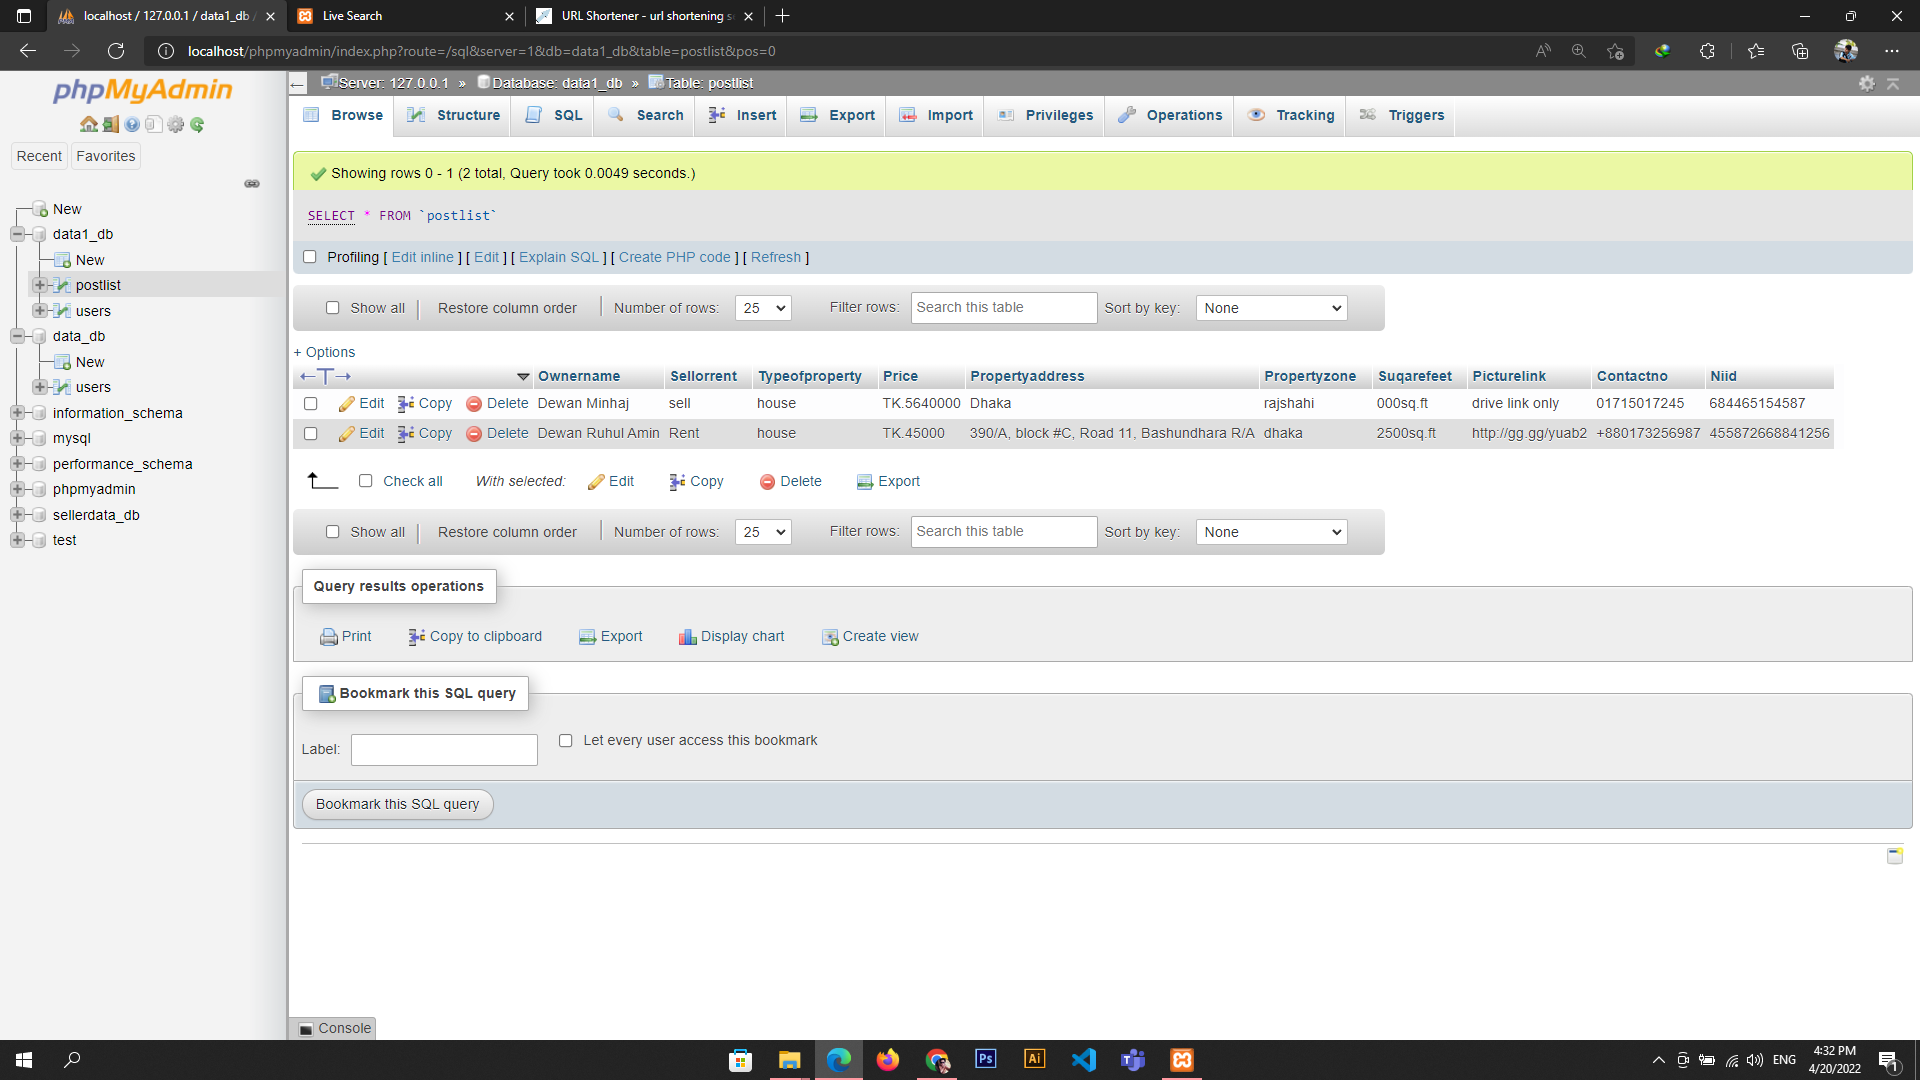 localhost / 127.0.0.1 / data1_db /
Live Search
URL Shortener - url shortening s
localhost/phpmyadmin/index.php?route=/sql&server=1&db=data1_db&table=postlist&pos=0
phpMyAdmin
Recent
Favorites
New
data1_db
New
postlist
users
data_db
New
users
information_schema
mysql
performance_schema
phpmyadmin
sellerdata_db
test
Server: 127.0.0.1 » Database: data1_db » Table: postlist
Browse Structure SQL Search Insert Export Import Privileges Operations Tracking Triggers
Showing rows 0 - 1 (2 total, Query took 0.0049 seconds.)
SELECT * FROM `postlist`
Profiling [ Edit inline ] [ Edit ] [ Explain SQL ] [ Create PHP code ] [ Refresh ]
Show all Restore column order Number of rows: 25 Filter rows: Search this table Sort by key: None
+ Options
Ownername Sellorrent Typeofproperty Price Propertyaddress Propertyzone Suqarefeet Picturelink Contactno Niid
Edit Copy Delete Dewan Minhaj sell house TK.5640000 Dhaka rajshahi 000sq.ft drive link only 01715017245 684465154587
Edit Copy Delete Dewan Ruhul Amin Rent house TK.45000 390/A, block #C, Road 11, Bashundhara R/A dhaka 2500sq.ft http://gg.gg/yuab2 +880173256987 455872668841256
Check all With selected: Edit Copy Delete Export
Show all Restore column order Number of rows: 25 Filter rows: Search this table Sort by key: None
Query results operations
Print Copy to clipboard Export Display chart Create view
Bookmark this SQL query
Label: Let every user access this bookmark
Bookmark this SQL query
Console
Ps
Ai
ENG
4:32 PM
4/20/2022
1